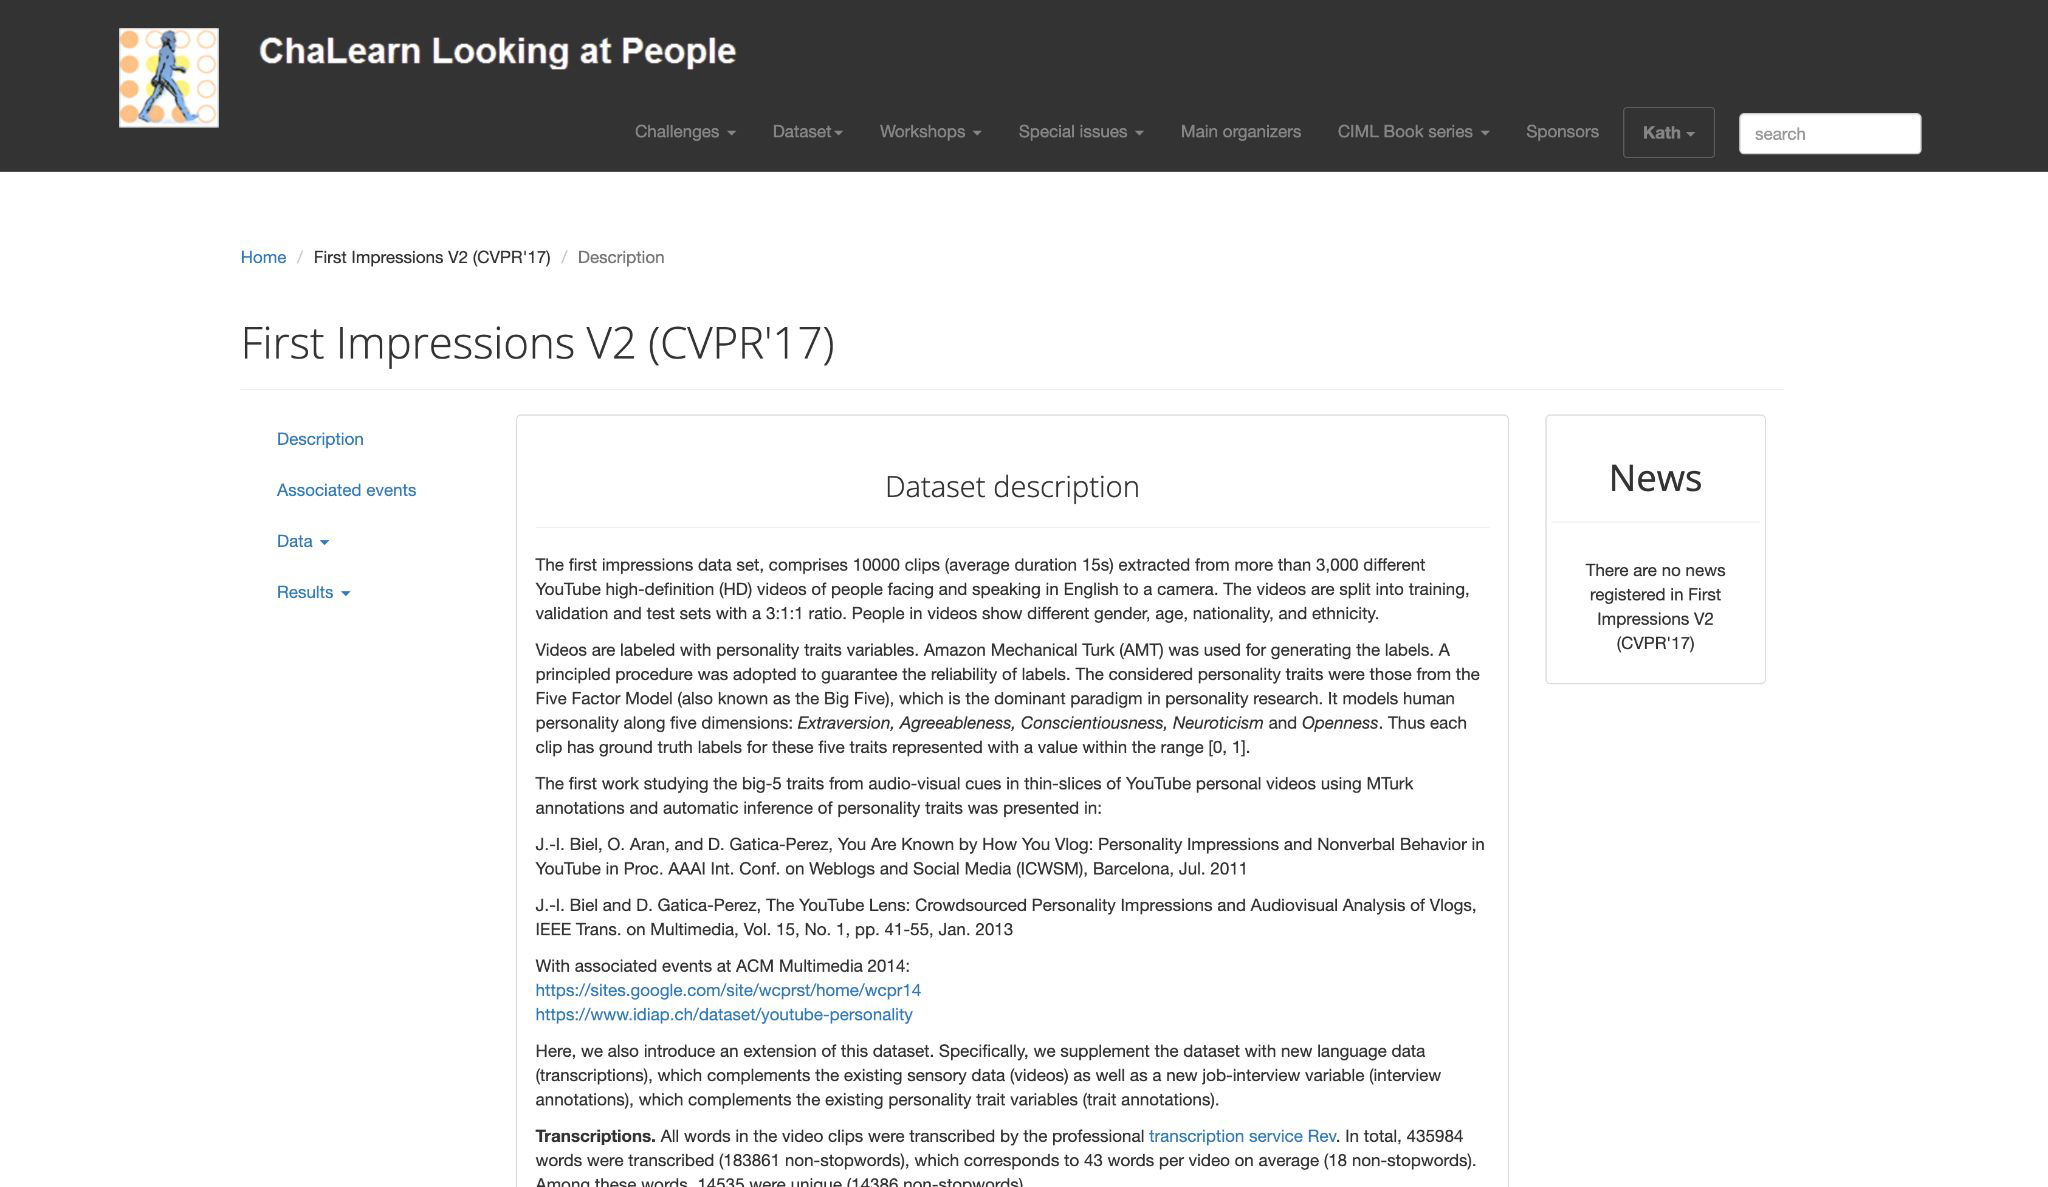 ChaLearn Looking at People
Challenges Dataset Workshops Special issues Main organizers CIML Book series Sponsors Kath search
Home / First Impressions V2 (CVPR'17) / Description
First Impressions V2 (CVPR'17)
Description
Associated events
Data
Results
Dataset description
The first impressions data set, comprises 10000 clips (average duration 15s) extracted from more than 3,000 different
YouTube high-definition (HD) videos of people facing and speaking in English to a camera. The videos are split into training,
validation and test sets with a 3:1:1 ratio. People in videos show different gender, age, nationality, and ethnicity.
Videos are labeled with personality traits variables. Amazon Mechanical Turk (AMT) was used for generating the labels. A
principled procedure was adopted to guarantee the reliability of labels. The considered personality traits were those from the
Five Factor Model (also known as the Big Five), which is the dominant paradigm in personality research. It models human
personality along five dimensions: Extraversion, Agreeableness, Conscientiousness, Neuroticism and Openness. Thus each
clip has ground truth labels for these five traits represented with a value within the range [0, 1].
The first work studying the big-5 traits from audio-visual cues in thin-slices of YouTube personal videos using MTurk
annotations and automatic inference of personality traits was presented in:
J.-I. Biel, O. Aran, and D. Gatica-Perez, You Are Known by How You Vlog: Personality Impressions and Nonverbal Behavior in
YouTube in Proc. AAAI Int. Conf. on Weblogs and Social Media (ICWSM), Barcelona, Jul. 2011
J.-I. Biel and D. Gatica-Perez, The YouTube Lens: Crowdsourced Personality Impressions and Audiovisual Analysis of Vlogs,
IEEE Trans. on Multimedia, Vol. 15, No. 1, pp. 41-55, Jan. 2013
With associated events at ACM Multimedia 2014:
https://sites.google.com/site/wcprst/home/wcpr14
https://www.idiap.ch/dataset/youtube-personality
Here, we also introduce an extension of this dataset. Specifically, we supplement the dataset with new language data
(transcriptions), which complements the existing sensory data (videos) as well as a new job-interview variable (interview
annotations), which complements the existing personality trait variables (trait annotations).
Transcriptions. All words in the video clips were transcribed by the professional transcription service Rev. In total, 435984
words were transcribed (183861 non-stopwords), which corresponds to 43 words per video on average (18 non-stopwords).
Among these words, 14535 were unique (14386 non-stopwords).
News
There are no news
registered in First
Impressions V2
(CVPR'17)